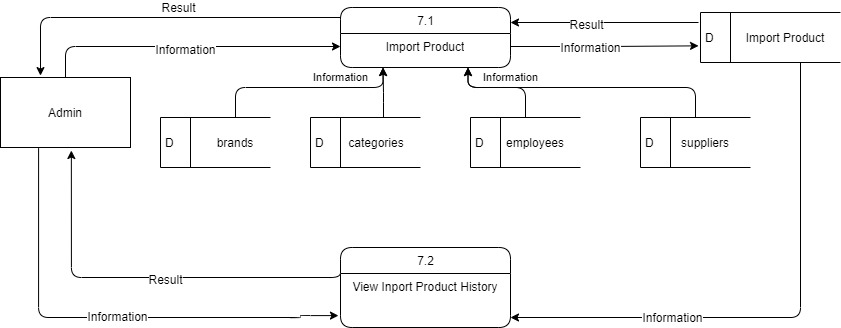 Result
7.1
Result
D
Import Product
Information
Import Product
Information
Information
Information
Admin
D
brands
D
categories
D
employees
D
suppliers
7.2
Result
View Inport Product History
Information
Information